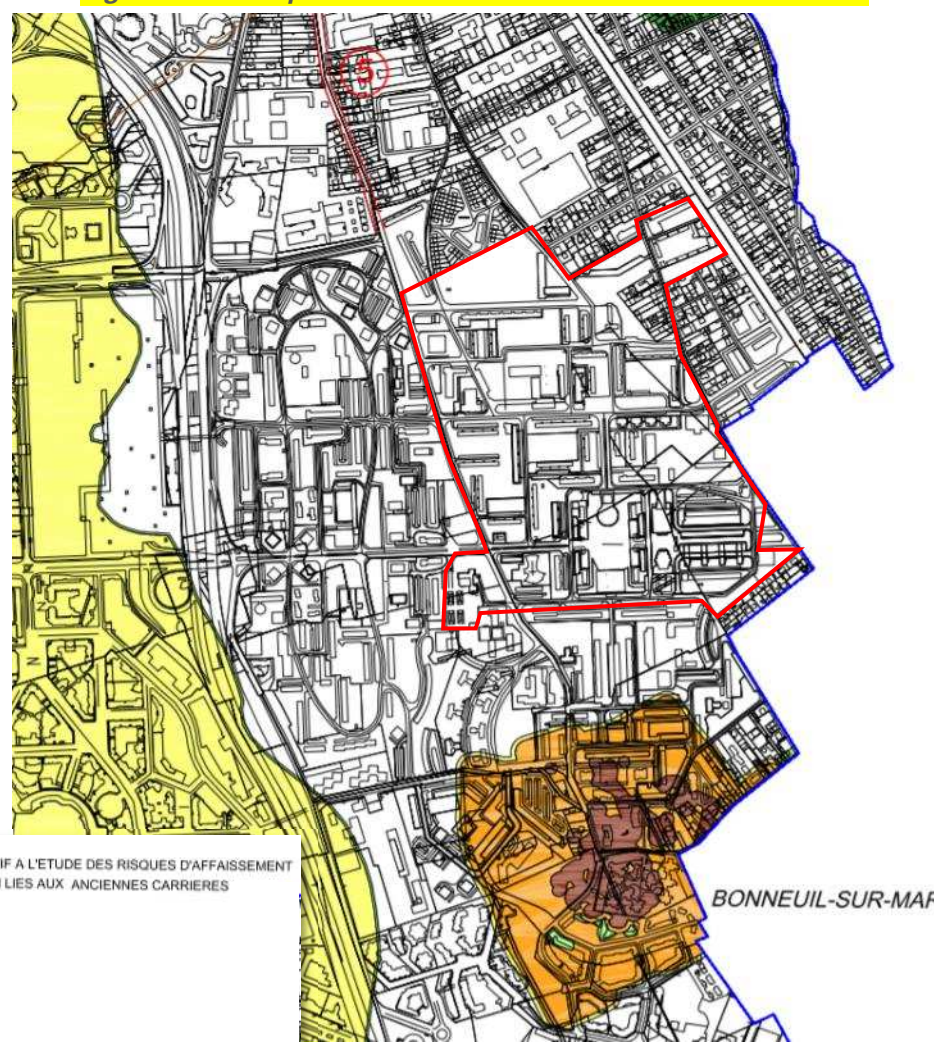 5
IF A L'ETUDE DES RISQUES D'AFFAISSEMENT
LIES AUX ANCIENNES CARRIERES
BONNEUIL-SUR-MAR